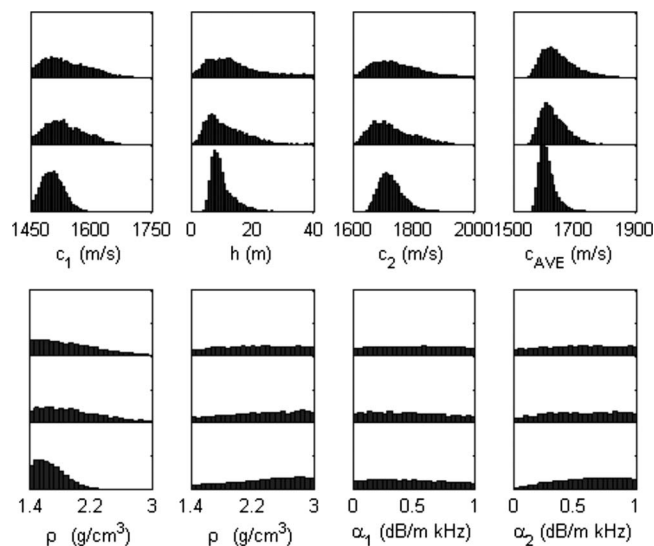 1450 1600 1750 0 20 40 1600 1800 2000 1500 1700 1900
c1 (m/s) h (m) c2 (m/s) cAVE (m/s)
1.4 2.2 3 1.4 2.2 3 0 0.5 1 0 0.5 1
ρ (g/cm³) ρ (g/cm³) α1 (dB/m kHz) α2 (dB/m kHz)